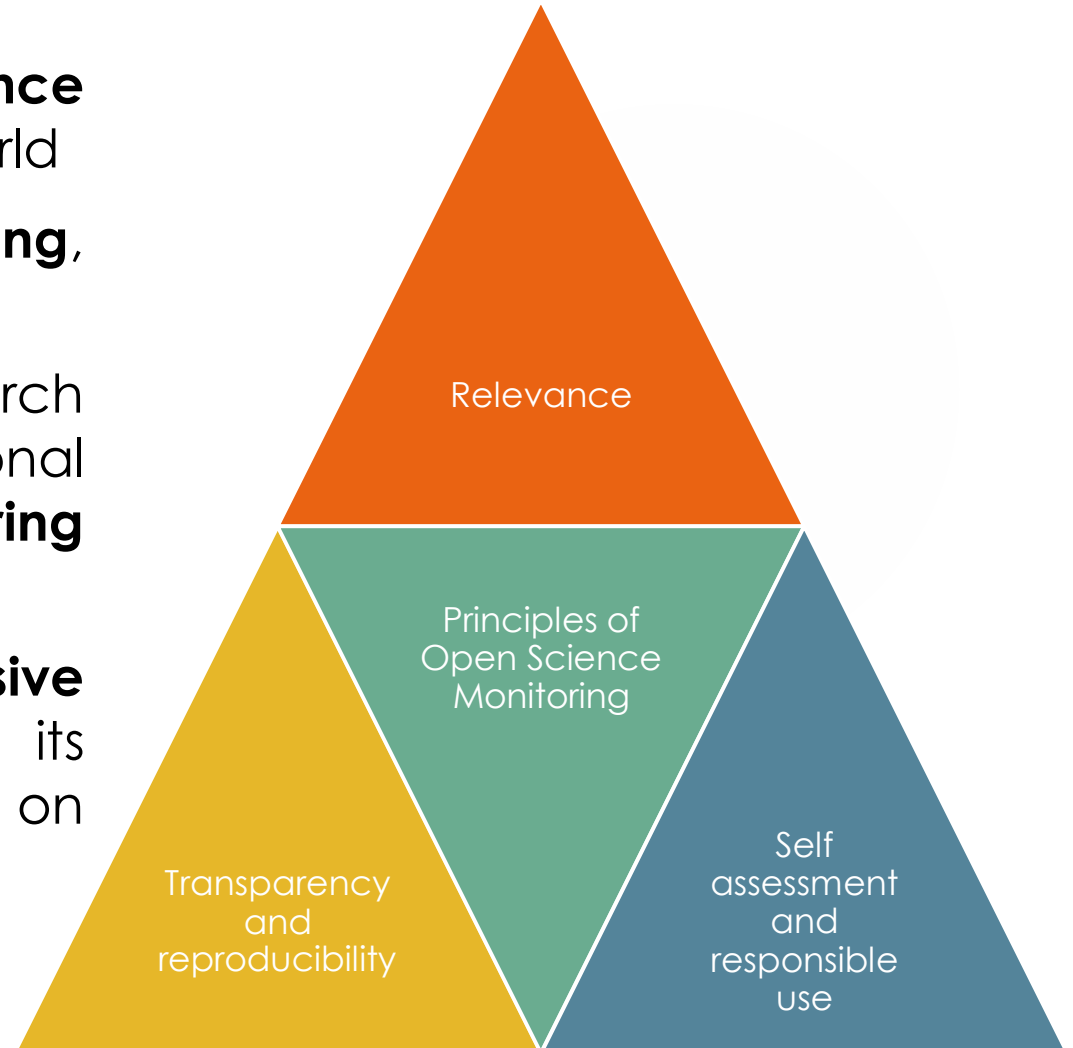 nce
rld
ng,
rch
onal
ring
sive
its
on
Relevance
Principles of
Open Science
Monitoring
Transparency
and
reproducibility
Self
assessment
and
responsible
use